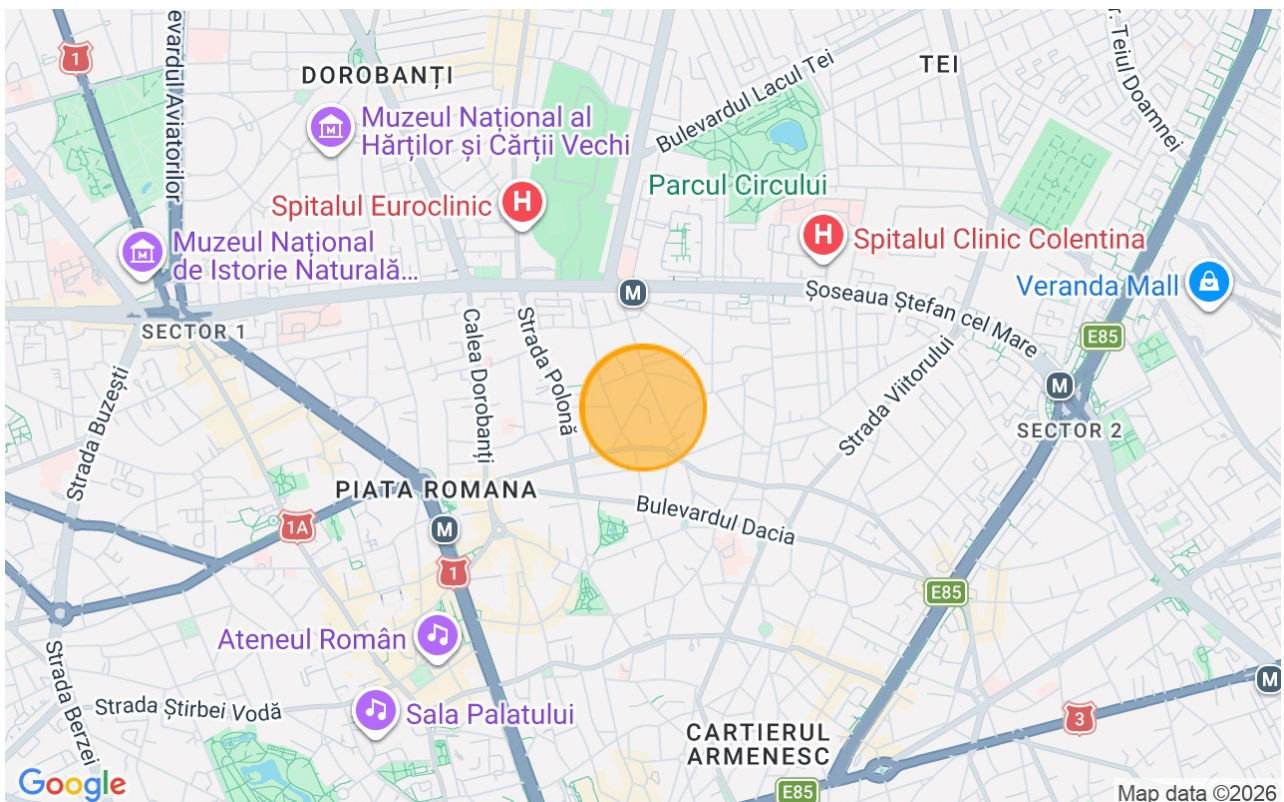 evardul Aviatorilor
1
DOROBANȚI
Muzeul Național al
Hărților și Cărții Vechi
Bulevardul Lacul Tei
TEI
r. Teiul Doamnei
Parcul Circului
Spitalul Euroclinic
H
H
Spitalul Clinic Colentina
Muzeul Național
de Istorie Naturală...
M
Șoseaua Ștefan cel Mare
Veranda Mall
SECTOR 1
E85
Calea Dorobanți
Strada Polonă
Strada Buzești
Strada Viitorului
M
SECTOR 2
PIATA ROMANA
1A
M
Bulevardul Dacia
1
E85
Ateneul Român
Strada Berzei
Strada Știrbei Vodă
Sala Palatului
M
3
CARTIERUL
ARMENESC
E85
Google
Map data ©2026